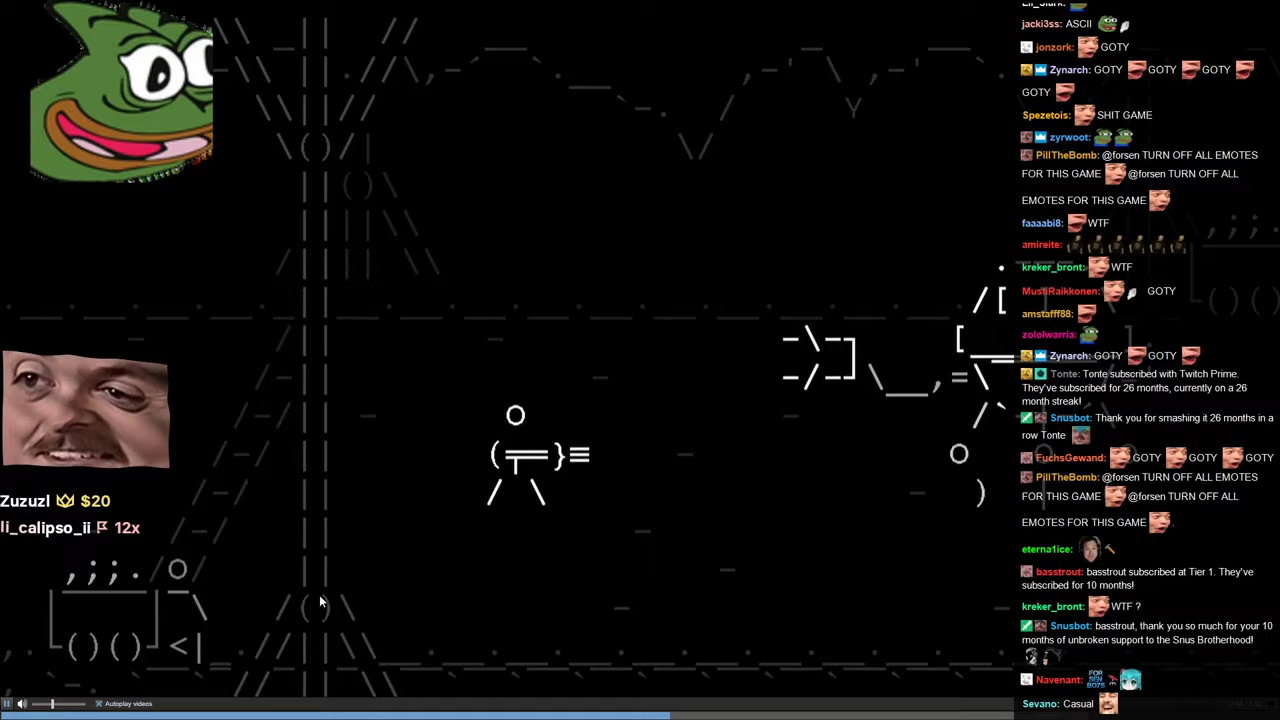 jacki3ss: ASCII
jonzork: GOTY
Zynarch: GOTY GOTY GOTY
GOTY
Spezetois: SHIT GAME
zyrwoot:
PillTheBomb: @forsen TURN OFF ALL EMOTES
FOR THIS GAME @forsen TURN OFF ALL
EMOTES FOR THIS GAME
faaaabi8: WTF
amireite:
kreker_bront: WTF
MustiRaikkonen: GOTY
amstafff88:
zololwarria:
Zynarch: GOTY GOTY
Tonte: Tonte subscribed with Twitch Prime.
They've subscribed for 26 months, currently on a 26
month streak!
Snusbot: Thank you for smashing it 26 months in a
row Tonte
FuchsGewand: GOTY GOTY GOTY
PillTheBomb: @forsen TURN OFF ALL EMOTES
FOR THIS GAME @forsen TURN OFF ALL
EMOTES FOR THIS GAME
eterna1ice:
basstrout: basstrout subscribed at Tier 1. They've
subscribed for 10 months!
kreker_bront: WTF ?
Snusbot: basstrout, thank you so much for your 10
months of unbroken support to the Snus Brotherhood!
Navenant: FOR SEN BOYS
Sevano: Casual
Zuzuzl $20
li_calipso_ii 12x
Autoplay videos